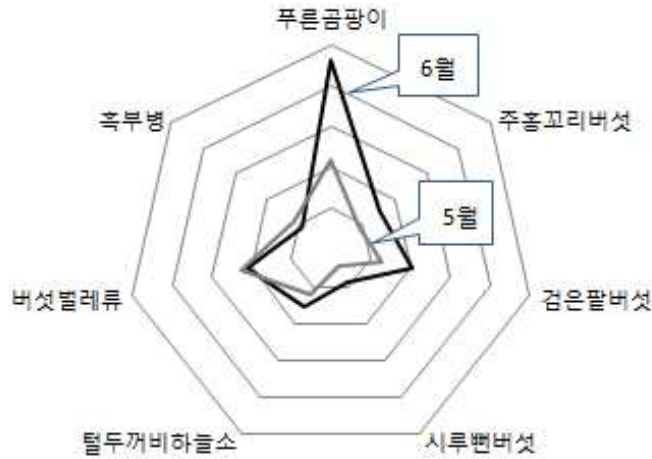 푸른곰팡이
6월
흑부병
주홍꼬리버섯
5월
버섯벌레류
검은팥버섯
털두꺼비하늘소
시루뻔버섯